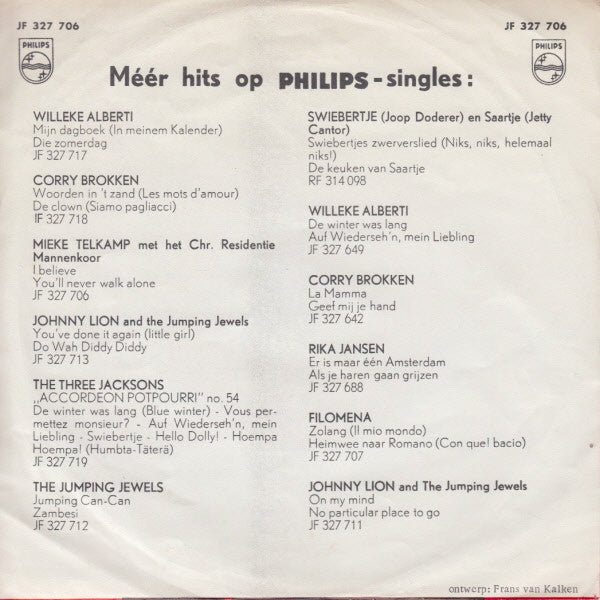 JF 327 706
JF 327 706
PHILIPS
PHILIPS
Méér hits op PHILIPS-singles:
WILLEKE ALBERTI
Mijn dagboek (In meinem Kalender)
Die zomerdag
JF 327 717
CORRY BROKKEN
Woorden in 't zand (Les mots d'amour)
De clown (Siamo pagliacci)
JF 327 718
MIEKE TELKAMP met het Chr. Residentie
Mannenkoor
I believe
You'll never walk alone
JF 327 706
JOHNNY LION and the Jumping Jewels
You've done it again (little girl)
Do Wah Diddy Diddy
JF 327 713
THE THREE JACKSONS
„ACCORDEON POTPOURRI" no. 54
De winter was lang (Blue winter) - Vous per-
mettez monsieur? - Auf Wiederseh'n, mein
Liebling - Swiebertje - Hello Dolly! - Hoempa
Hoempa! (Humbta-Täterä)
JF 327 719
THE JUMPING JEWELS
Jumping Can-Can
Zambesi
JF 327 712
SWIEBERTJE (Joop Doderer) en Saartje (Jetty
Cantor)
Swiebertjes zwerverslied (Niks, niks, helemaal
niks!)
De keuken van Saartje
RF 314 098
WILLEKE ALBERTI
De winter was lang
Auf Wiederseh'n, mein Liebling
JF 327 649
CORRY BROKKEN
La Mamma
Geef mij je hand
JF 327 642
RIKA JANSEN
Er is maar één Amsterdam
Als je haren gaan grijzen
JF 327 688
FILOMENA
Zolang (Il mio mondo)
Heimwee naar Romano (Con que! bacio)
JF 327 707
JOHNNY LION and The Jumping Jewels
On my mind
No particular place to go
JF 327 711
ontwerp: Frans van Kalken